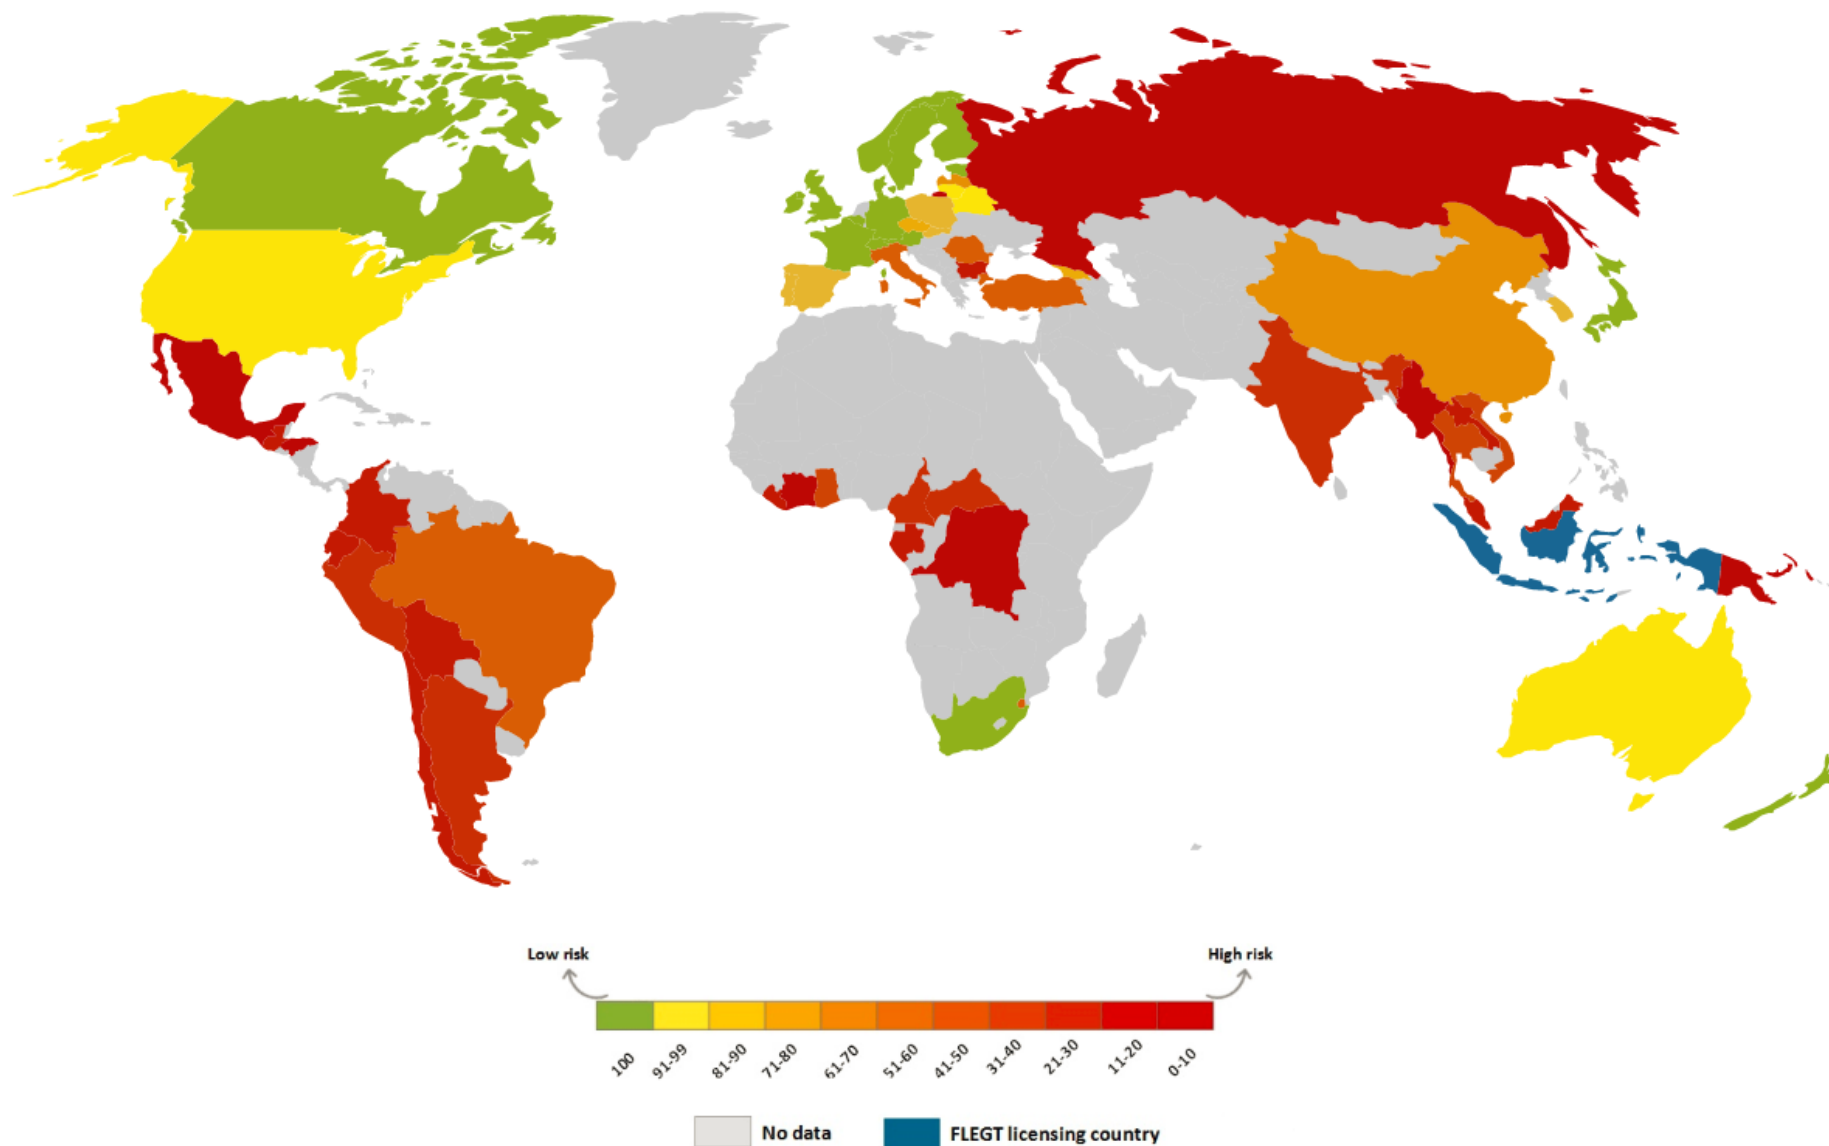 Low risk
High risk
100
91-99
81-90
71-80
61-70
51-60
41-50
31-40
21-30
11-20
0-10
No data
FLEGT licensing country